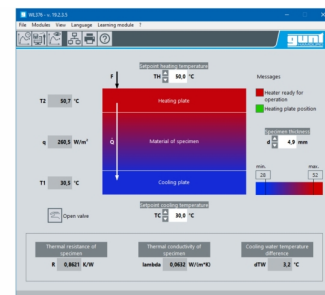 WL376 - v. 19.2.3.5
File Modules View Language Learning module ?
gunt
Setpoint heating temperature
F TH 50,0 °C
Messages
Heater ready for operation
Heating plate position
T2 50,7 °C
Heating plate
Specimen thickness
d 4,9 mm
q 260,5 W/m²
Q
Material of specimen
min. max.
28 52
T1 30,5 °C
Cooling plate
Setpoint cooling temperature
Open valve
TC 30,0 °C
Thermal resistance of specimen
R 0,0621 K/W
Thermal conductivity of specimen
lambda 0,0632 W/(m*K)
Cooling water temperature difference
dTW 3,2 °C